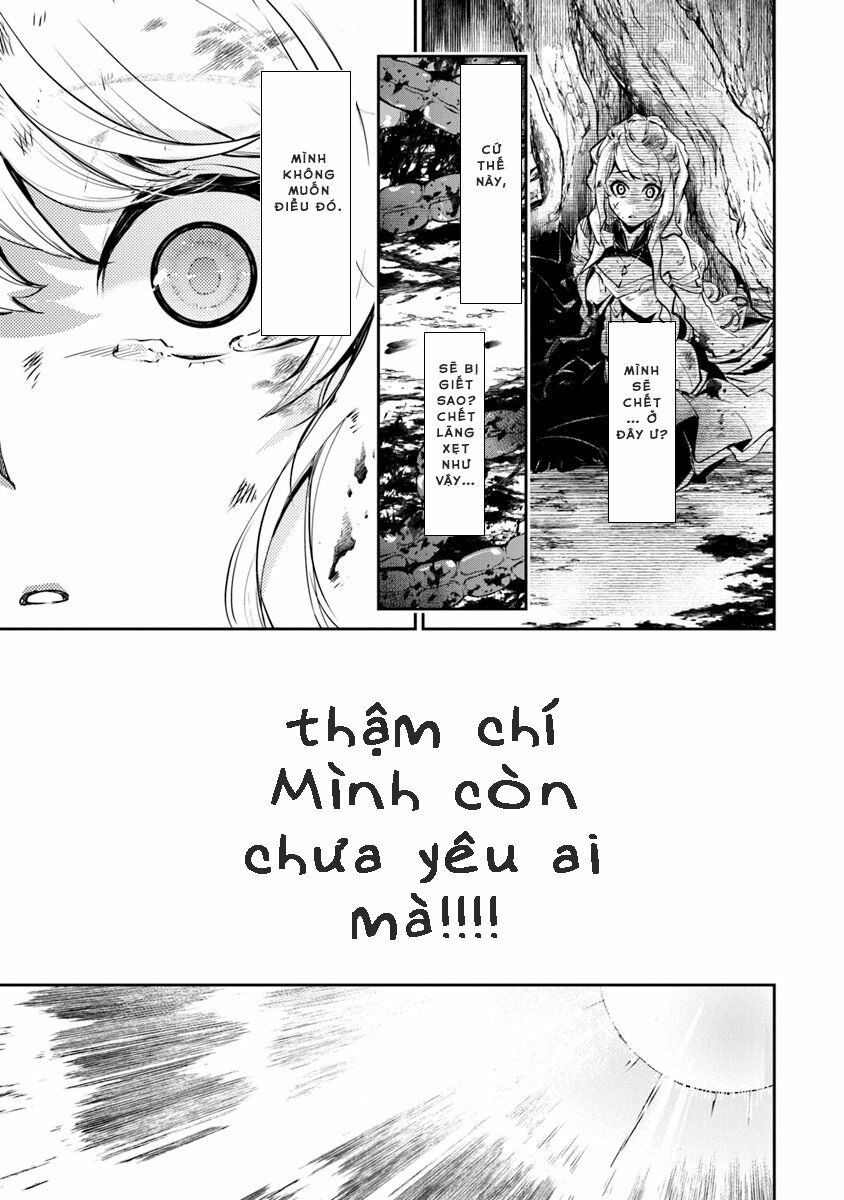 MÌNH
SẼ
CHẾT
... Ở
ĐÂY Ư?
CỨ
THẾ
NÀY,
SẼ BỊ
GIẾT
SAO?
CHẾT
LÃNG
XẸT
NHƯ
VẬY...
MÌNH
KHÔNG
MUỐN
ĐIỀU ĐÓ.
thậm chí
Mình còn
chưa yêu ai
mà!!!!